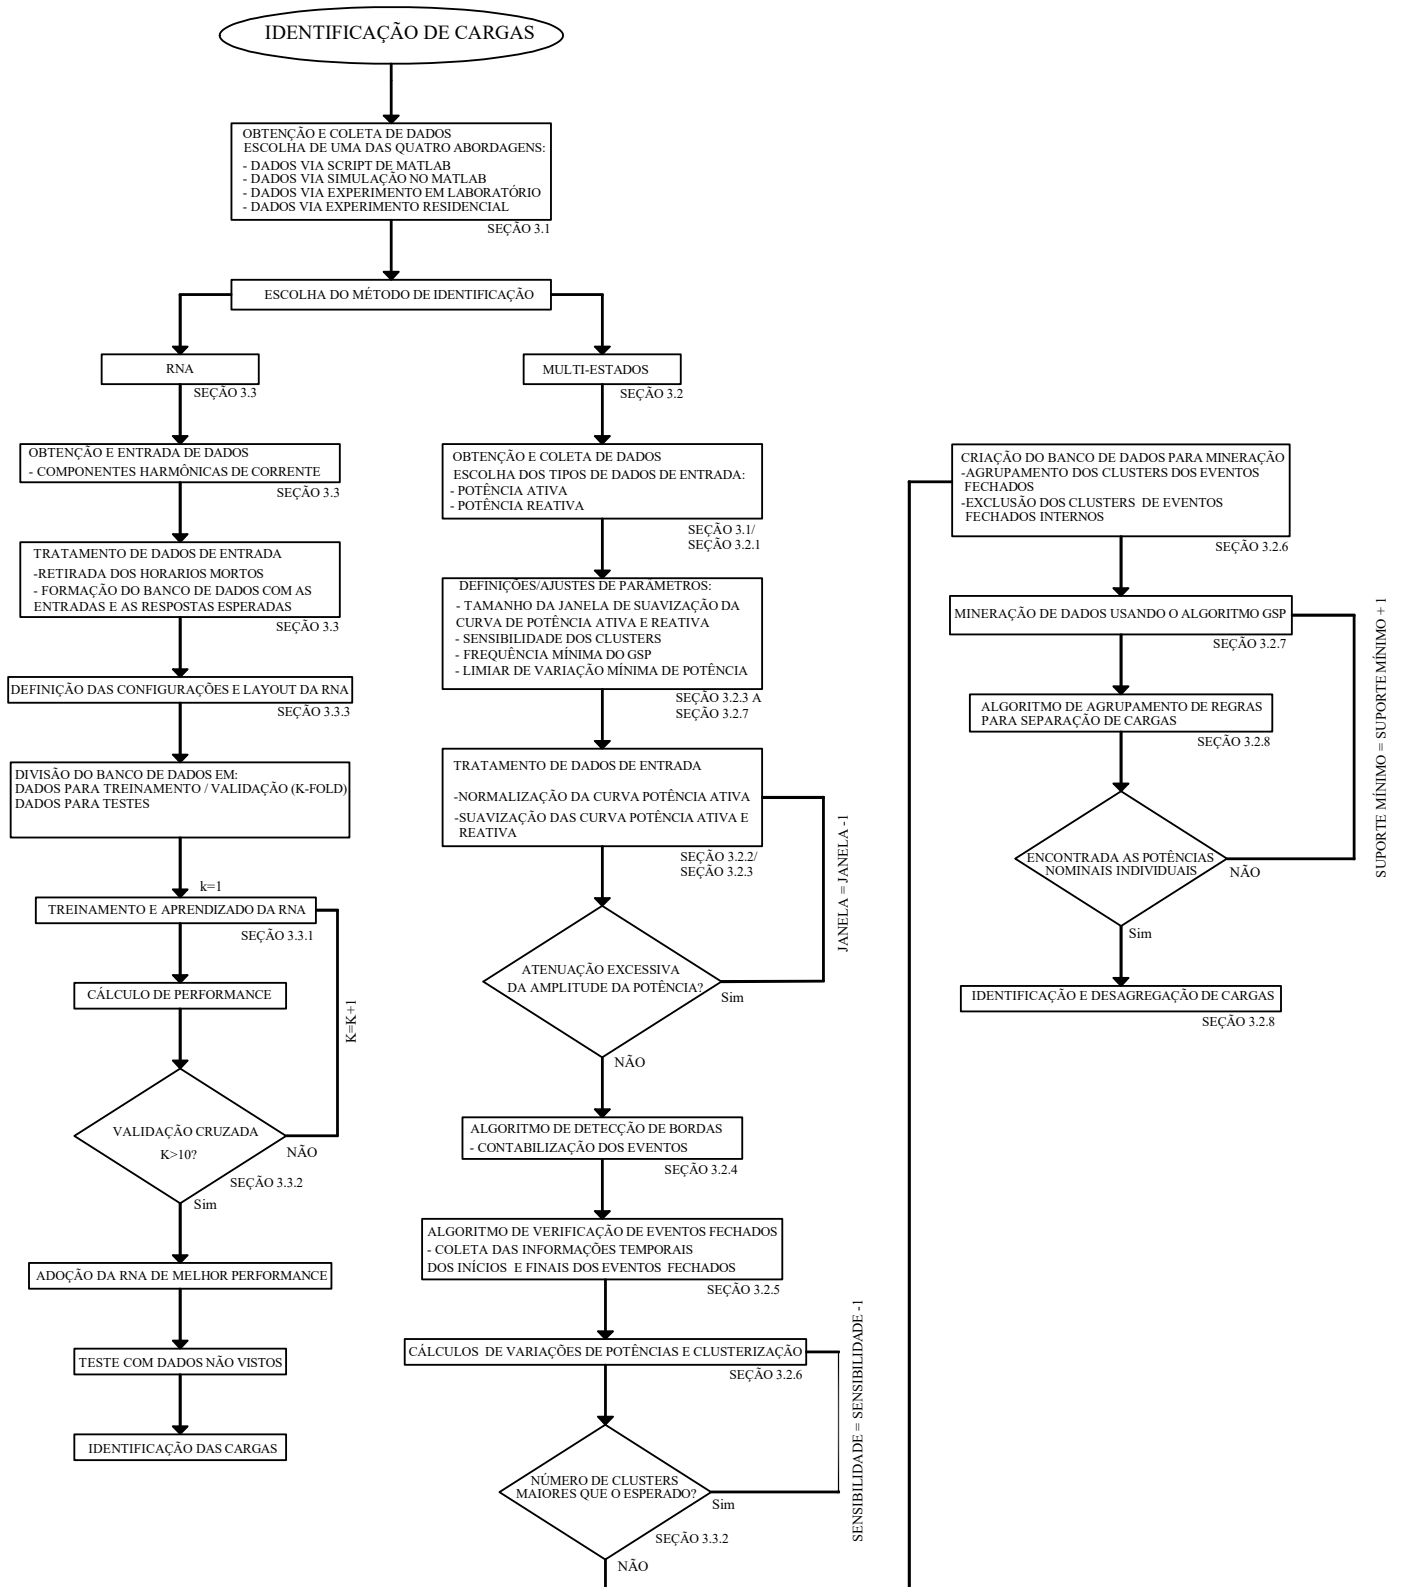 IDENTIFICAÇÃO DE CARGAS
OBTENÇÃO E COLETA DE DADOS
ESCOLHA DE UMA DAS QUATRO ABORDAGENS:
- DADOS VIA SCRIPT DE MATLAB
- DADOS VIA SIMULAÇÃO NO MATLAB
- DADOS VIA EXPERIMENTO EM LABORATÓRIO
- DADOS VIA EXPERIMENTO RESIDENCIAL
SEÇÃO 3.1
ESCOLHA DO MÉTODO DE IDENTIFICAÇÃO
RNA
SEÇÃO 3.3
OBTENÇÃO E ENTRADA DE DADOS
- COMPONENTES HARMÔNICAS DE CORRENTE
SEÇÃO 3.3
TRATAMENTO DE DADOS DE ENTRADA
-RETIRADA DOS HORARIOS MORTOS
- FORMAÇÃO DO BANCO DE DADOS COM AS
ENTRADAS E AS RESPOSTAS ESPERADAS
SEÇÃO 3.3
DEFINIÇÃO DAS CONFIGURAÇÕES E LAYOUT DA RNA
SEÇÃO 3.3.3
DIVISÃO DO BANCO DE DADOS EM:
DADOS PARA TREINAMENTO / VALIDAÇÃO (K-FOLD)
DADOS PARA TESTES
k=1
TREINAMENTO E APRENDIZADO DA RNA
SEÇÃO 3.3.1
CÁLCULO DE PERFORMANCE
K=K+1
VALIDAÇÃO CRUZADA
K>10?
NÃO
SEÇÃO 3.3.2
Sim
ADOÇÃO DA RNA DE MELHOR PERFORMANCE
TESTE COM DADOS NÃO VISTOS
IDENTIFICAÇÃO DAS CARGAS
MULTI-ESTADOS
SEÇÃO 3.2
OBTENÇÃO E COLETA DE DADOS
ESCOLHA DOS TIPOS DE DADOS DE ENTRADA:
- POTÊNCIA ATIVA
- POTÊNCIA REATIVA
SEÇÃO 3.1/
SEÇÃO 3.2.1
DEFINIÇÕES/AJUSTES DE PARÂMETROS:
- TAMANHO DA JANELA DE SUAVIZAÇÃO DA
CURVA DE POTÊNCIA ATIVA E REATIVA
- SENSIBILIDADE DOS CLUSTERS
- FREQUÊNCIA MÍNIMA DO GSP
- LIMIAR DE VARIAÇÃO MÍNIMA DE POTÊNCIA
SEÇÃO 3.2.3 A
SEÇÃO 3.2.7
TRATAMENTO DE DADOS DE ENTRADA
-NORMALIZAÇÃO DA CURVA POTÊNCIA ATIVA
-SUAVIZAÇÃO DAS CURVA POTÊNCIA ATIVA E
REATIVA
SEÇÃO 3.2.2/
SEÇÃO 3.2.3
JANELA = JANELA -1
ATENUAÇÃO EXCESSIVA
DA AMPLITUDE DA POTÊNCIA?
Sim
NÃO
ALGORITMO DE DETECÇÃO DE BORDAS
- CONTABILIZAÇÃO DOS EVENTOS
SEÇÃO 3.2.4
ALGORITMO DE VERIFICAÇÃO DE EVENTOS FECHADOS
- COLETA DAS INFORMAÇÕES TEMPORAIS
DOS INÍCIOS E FINAIS DOS EVENTOS FECHADOS
SEÇÃO 3.2.5
CÁLCULOS DE VARIAÇÕES DE POTÊNCIAS E CLUSTERIZAÇÃO
SEÇÃO 3.2.6
SENSIBILIDADE = SENSIBILIDADE -1
NÚMERO DE CLUSTERS
MAIORES QUE O ESPERADO?
Sim
SEÇÃO 3.3.2
NÃO
CRIAÇÃO DO BANCO DE DADOS PARA MINERAÇÃO
-AGRUPAMENTO DOS CLUSTERS DOS EVENTOS
FECHADOS
-EXCLUSÃO DOS CLUSTERS DE EVENTOS
FECHADOS INTERNOS
SEÇÃO 3.2.6
MINERAÇÃO DE DADOS USANDO O ALGORITMO GSP
SEÇÃO 3.2.7
ALGORITMO DE AGRUPAMENTO DE REGRAS
PARA SEPARAÇÃO DE CARGAS
SEÇÃO 3.2.8
SUPORTE MÍNIMO = SUPORTE MÍNIMO + 1
ENCONTRADA AS POTÊNCIAS
NOMINAIS INDIVIDUAIS
NÃO
Sim
IDENTIFICAÇÃO E DESAGREGAÇÃO DE CARGAS
SEÇÃO 3.2.8